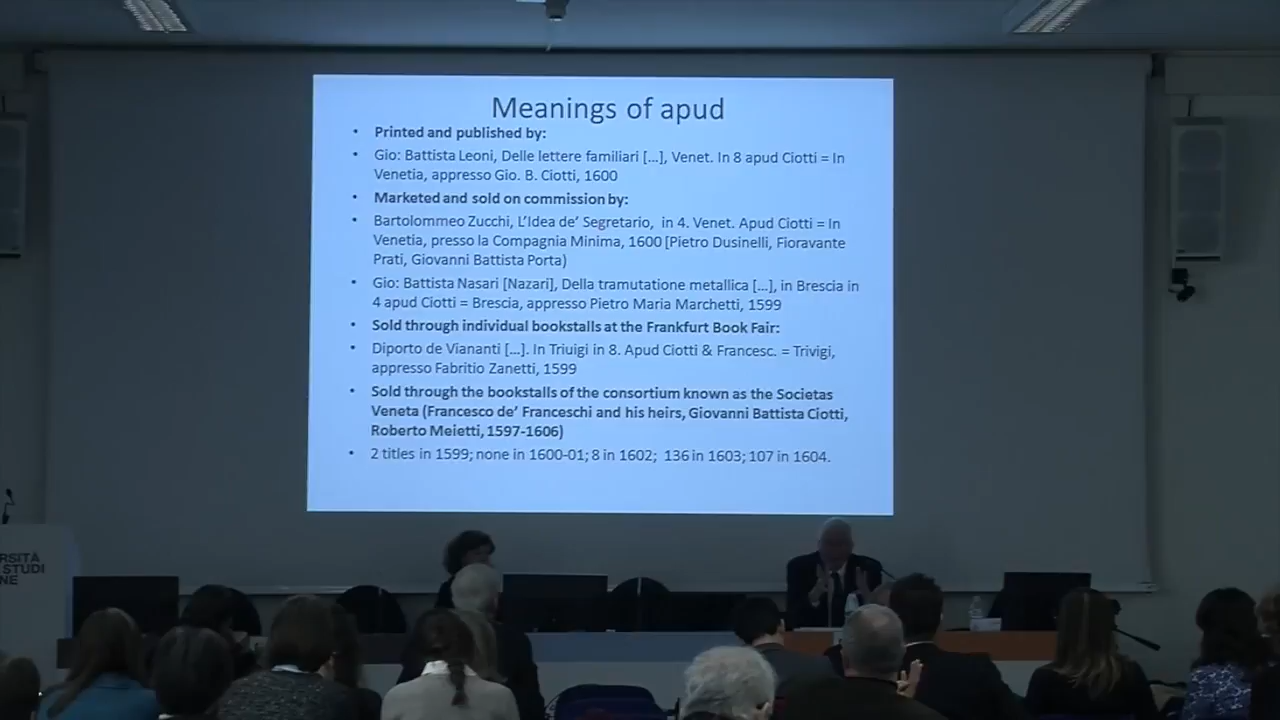 Meanings of apud
• Printed and published by:
• Gio: Battista Leoni, Delle lettere familiari [...], Venet. In 8 apud Ciotti = In
Venetia, appresso Gio. B. Ciotti, 1600
• Marketed and sold on commission by:
• Bartolommeo Zucchi, L'Idea de' Segretario, in 4. Venet. Apud Ciotti = In
Venetia, presso la Compagnia Minima, 1600 [Pietro Dusinelli, Fioravante
Prati, Giovanni Battista Porta)
• Gio: Battista Nasari [Nazari], Della tramutatione metallica [...], in Brescia in
4 apud Ciotti = Brescia, appresso Pietro Maria Marchetti, 1599
• Sold through individual bookstalls at the Frankfurt Book Fair:
• Diporto de Viananti [...]. In Triuigi in 8. Apud Ciotti & Francesc. = Trivigi,
appresso Fabritio Zanetti, 1599
• Sold through the bookstalls of the consortium known as the Societas
Veneta (Francesco de' Franceschi and his heirs, Giovanni Battista Ciotti,
Roberto Meietti, 1597-1606)
• 2 titles in 1599; none in 1600-01; 8 in 1602; 136 in 1603; 107 in 1604.
RSITÀ
STUDI
NE